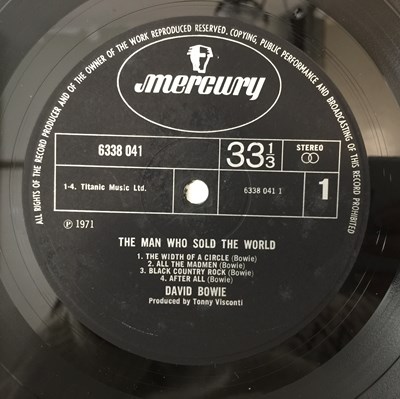 ALL RIGHTS OF THE RECORD PRODUCER AND OF THE OWNER OF THE WORK REPRODUCED RESERVED, COPYING, PUBLIC PERFORMANCE AND BROADCASTING OF THIS RECORD PROHIBITED
mercury
6338 041
33 1/3
STEREO
1-4. Titanic Music Ltd.
6338 041 1
1
℗ 1971
THE MAN WHO SOLD THE WORLD
1. THE WIDTH OF A CIRCLE (Bowie)
2. ALL THE MADMEN (Bowie)
3. BLACK COUNTRY ROCK (Bowie)
4. AFTER ALL (Bowie)
DAVID BOWIE
Produced by Tonny Visconti